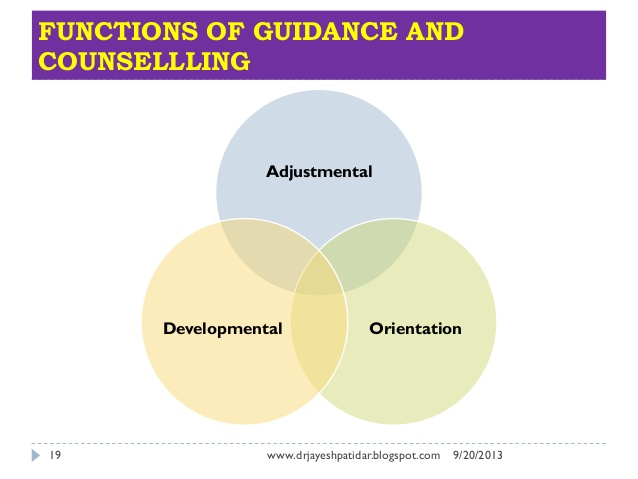 FUNCTIONS OF GUIDANCE AND
COUNSELLLING
Adjustmental
Developmental
Orientation
19
www.drjayeshpatidar.blogspot.com
9/20/2013